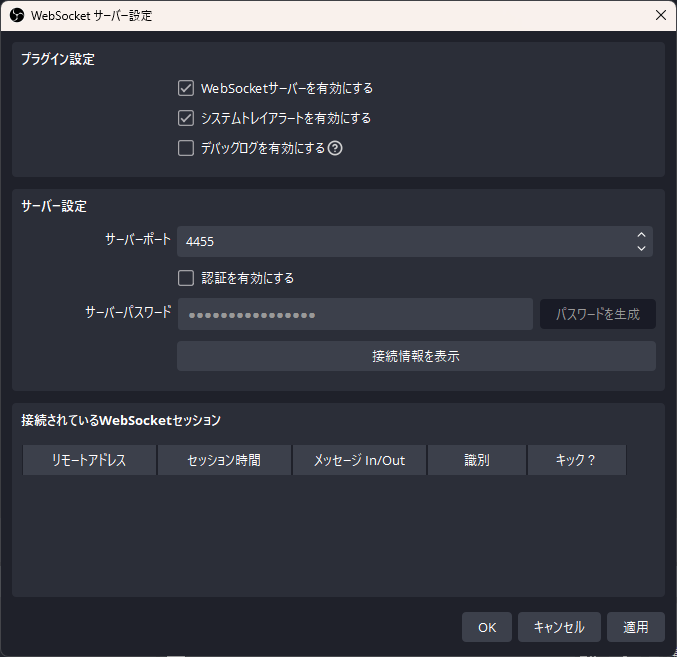 WebSocket サーバー設定
プラグイン設定
WebSocketサーバーを有効にする
システムトレイアラートを有効にする
デバッグログを有効にする
サーバー設定
サーバーポート 4455
認証を有効にする
サーバーパスワード ●●●●●●●●●●●●●●●● パスワードを生成
接続情報を表示
接続されているWebSocketセッション
リモートアドレス セッション時間 メッセージ In/Out 識別 キック？
OK キャンセル 適用